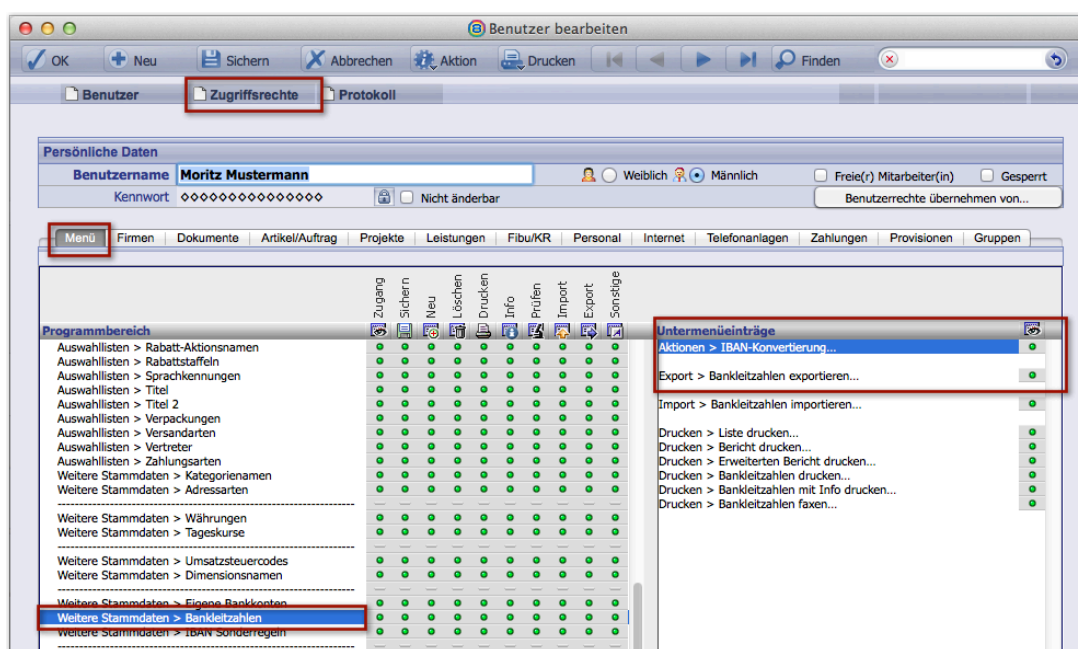 Benutzer bearbeiten
OK Neu Sichern Abbrechen Aktion Drucken Finden
Benutzer Zugriffsrechte Protokoll
Persönliche Daten
Benutzername Moritz Mustermann Weiblich Männlich Freie(r) Mitarbeiter(in) Gesperrt
Kennwort ◇◇◇◇◇◇◇◇◇◇◇◇◇◇◇ Nicht änderbar Benutzerrechte übernehmen von...
Menü Firmen Dokumente Artikel/Auftrag Projekte Leistungen Fibu/KR Personal Internet Telefonanlagen Zahlungen Provisionen Gruppen
Zugang Sichern Neu Löschen Drucken Info Prüfen Import Export Sonstige
Programmbereich
Auswahllisten > Rabatt-Aktionsnamen
Auswahllisten > Rabattstaffeln
Auswahllisten > Sprachkennungen
Auswahllisten > Titel
Auswahllisten > Titel 2
Auswahllisten > Verpackungen
Auswahllisten > Versandarten
Auswahllisten > Vertreter
Auswahllisten > Zahlungsarten
Weitere Stammdaten > Kategorienamen
Weitere Stammdaten > Adressarten
Weitere Stammdaten > Währungen
Weitere Stammdaten > Tageskurse
Weitere Stammdaten > Umsatzsteuercodes
Weitere Stammdaten > Dimensionsnamen
Weitere Stammdaten > Eigene Bankkonten
Weitere Stammdaten > Bankleitzahlen
Weitere Stammdaten > IBAN Sonderregeln
Untermenüeinträge
Aktionen > IBAN-Konvertierung...
Export > Bankleitzahlen exportieren...
Import > Bankleitzahlen importieren...
Drucken > Liste drucken...
Drucken > Bericht drucken...
Drucken > Erweiterten Bericht drucken...
Drucken > Bankleitzahlen drucken...
Drucken > Bankleitzahlen mit Info drucken...
Drucken > Bankleitzahlen faxen...